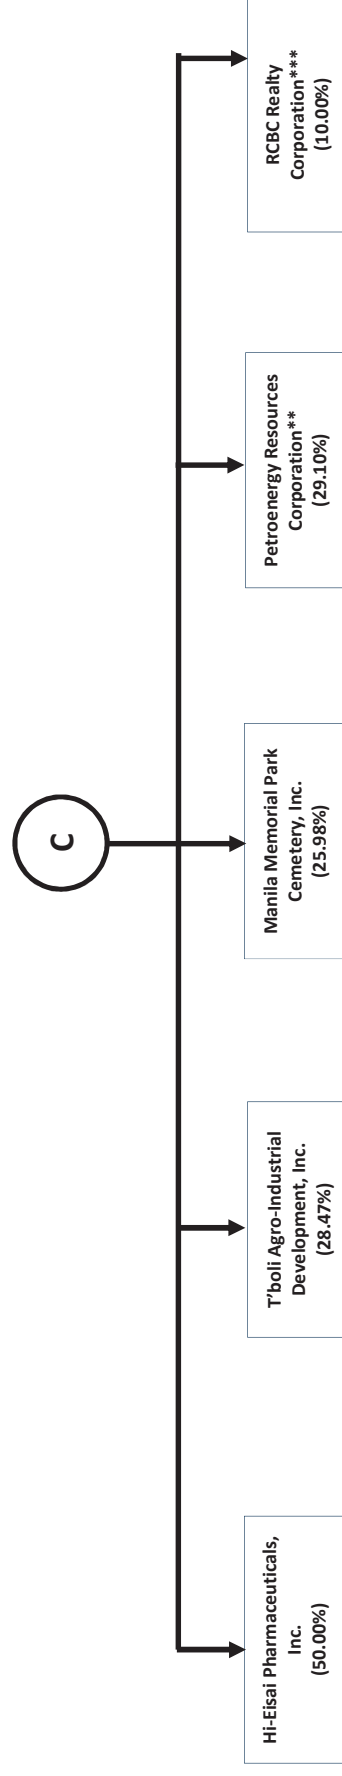 C
Hi-Eisai Pharmaceuticals,
Inc.
(50.00%)
T'boli Agro-Industrial
Development, Inc.
(28.47%)
Manila Memorial Park
Cemetery, Inc.
(25.98%)
Petroenergy Resources
Corporation**
(29.10%)
RCBC Realty
Corporation***
(10.00%)